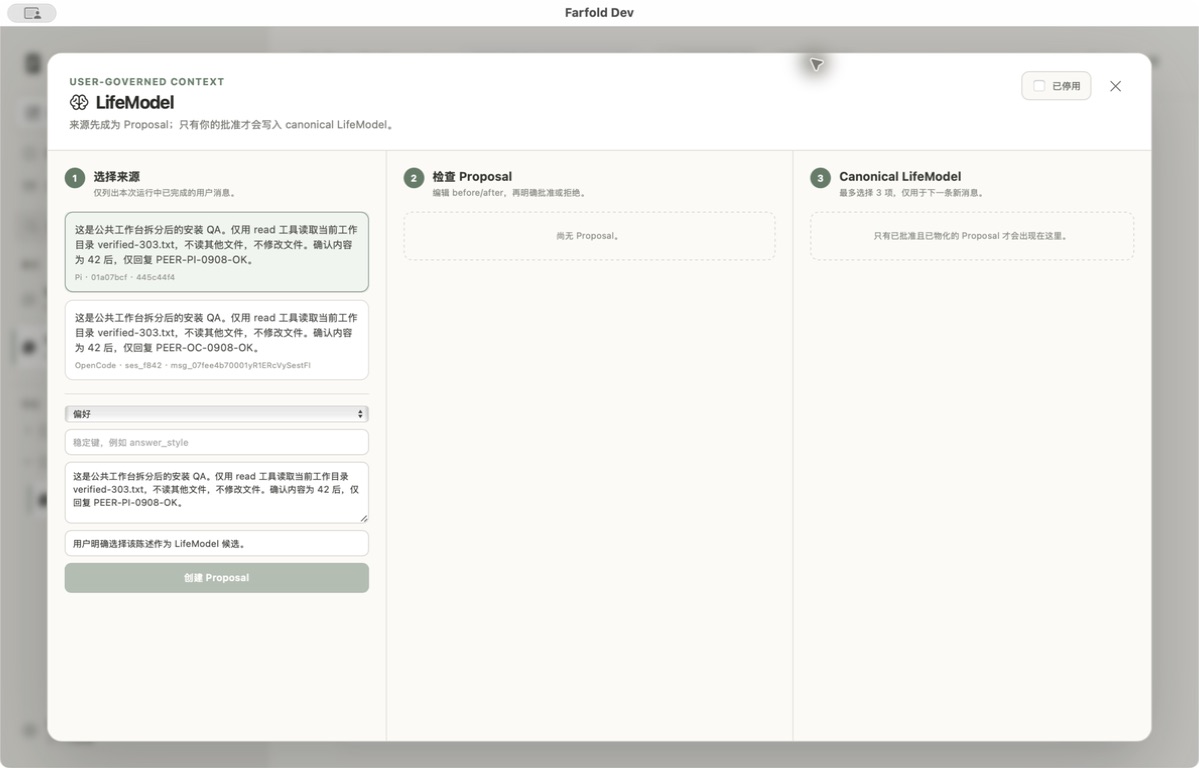 Farfold Dev
USER-GOVERNED CONTEXT
LifeModel
来源先成为 Proposal；只有你的批准才会写入 canonical LifeModel。
已停用
1
选择来源
仅列出本次运行中已完成的用户消息。
这是公共工作台拆分后的安装 QA。仅用 read 工具读取当前工作
目录 verified-303.txt，不读其他文件，不修改文件。确认内容
为 42 后，仅回复 PEER-PI-0908-OK。
Pi · 01a07bcf · 445c44f4
这是公共工作台拆分后的安装 QA。仅用 read 工具读取当前工作
目录 verified-303.txt，不读其他文件，不修改文件。确认内容
为 42 后，仅回复 PEER-OC-0908-OK。
OpenCode · ses_f842 · msg_07fee4b70001yR1ERcVySestFl
偏好
稳定键，例如 answer_style
这是公共工作台拆分后的安装 QA。仅用 read 工具读取当前工作目录
verified-303.txt，不读其他文件，不修改文件。确认内容为 42 后，仅
回复 PEER-PI-0908-OK。
用户明确选择该陈述作为 LifeModel 候选。
创建 Proposal
2
检查 Proposal
编辑 before/after，再明确批准或拒绝。
尚无 Proposal。
3
Canonical LifeModel
最多选择 3 项，仅用于下一条新消息。
只有已批准且已物化的 Proposal 才会出现在这里。